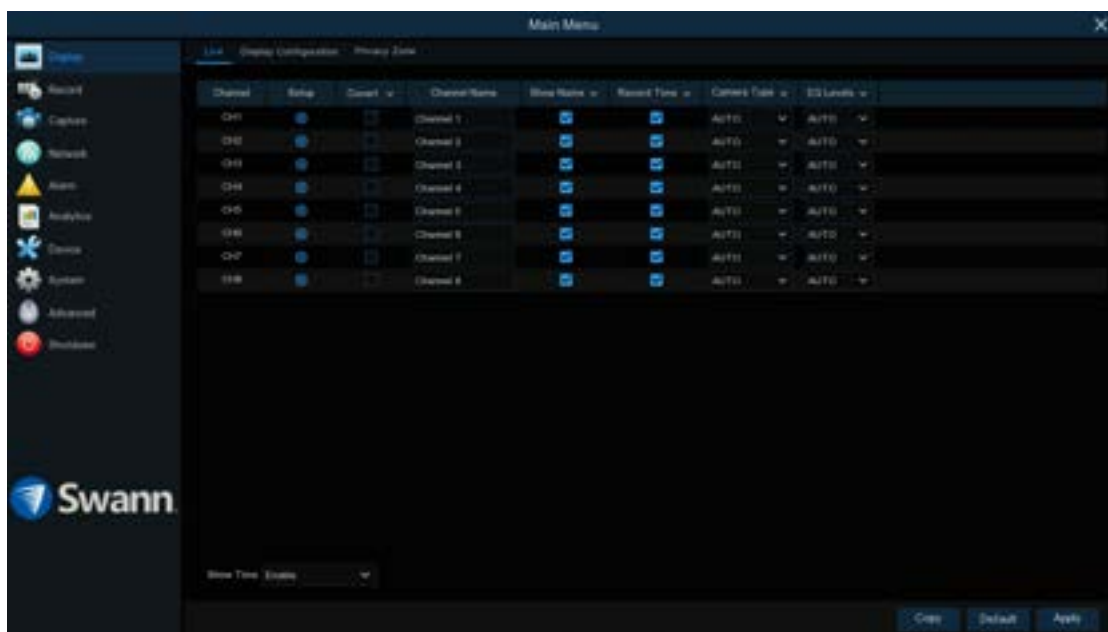 Main Menu
Display
Record
Capture
Network
Alarm
Analytics
Device
System
Advanced
Shutdown
Swann
Live Display Configuration Privacy Zone
Channel Setup Covert Channel Name Show Name Record Time Camera Type EQ Levels
CH1 Channel 1 AUTO AUTO
CH2 Channel 2 AUTO AUTO
CH3 Channel 3 AUTO AUTO
CH4 Channel 4 AUTO AUTO
CH5 Channel 5 AUTO AUTO
CH6 Channel 6 AUTO AUTO
CH7 Channel 7 AUTO AUTO
CH8 Channel 8 AUTO AUTO
Show Time Enable
Copy Default Apply